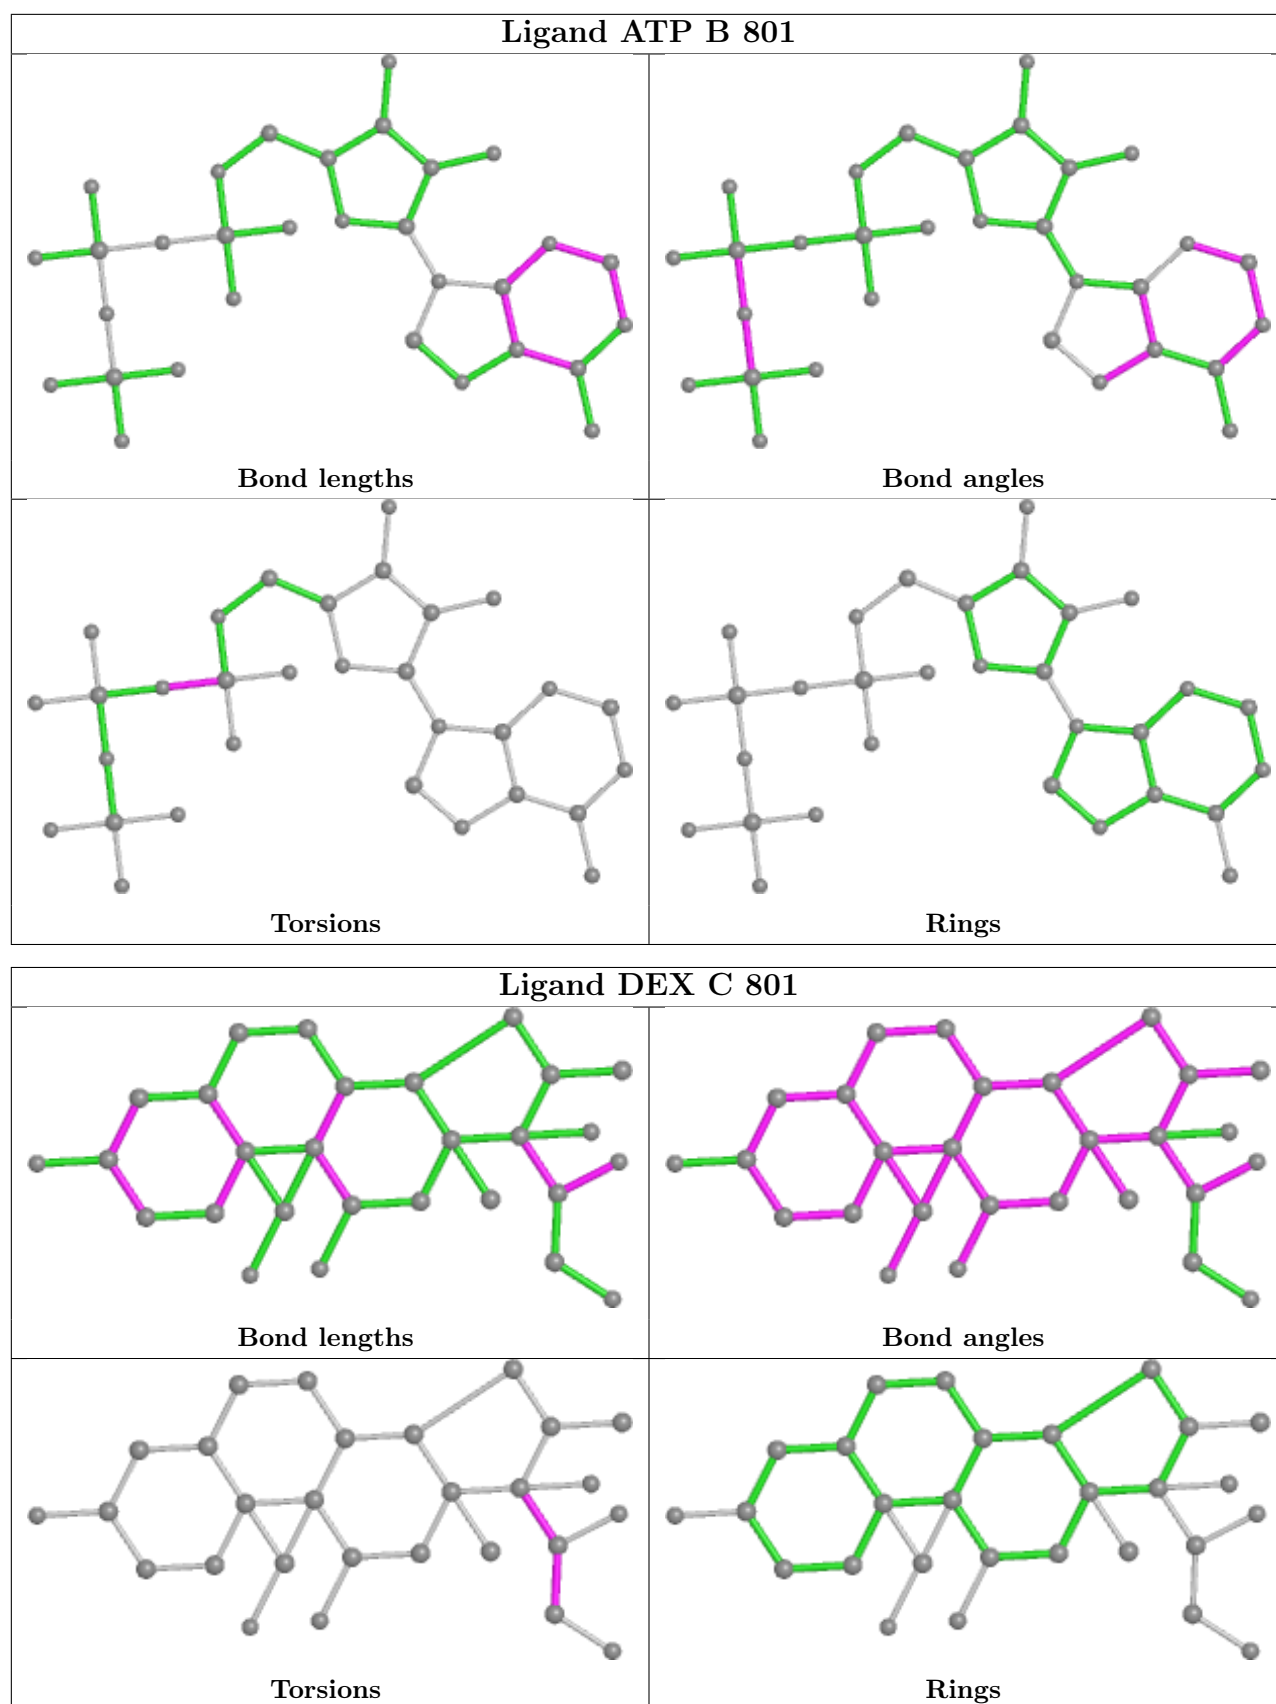 Ligand ATP B 801
Bond lengths
Bond angles
Torsions
Rings
Ligand DEX C 801
Bond lengths
Bond angles
Torsions
Rings